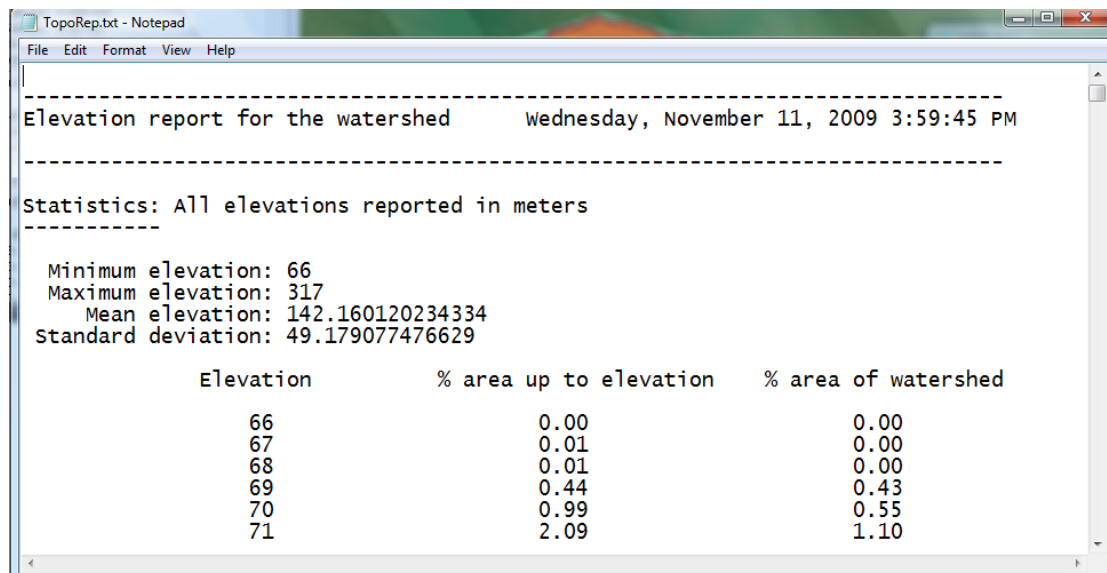 TopoRep.txt - Notepad
File Edit Format View Help
------------------------------------------------------------------------------
Elevation report for the watershed      Wednesday, November 11, 2009 3:59:45 PM
------------------------------------------------------------------------------
Statistics: All elevations reported in meters
-----------
Minimum elevation: 66
Maximum elevation: 317
Mean elevation: 142.160120234334
Standard deviation: 49.179077476629
Elevation          % area up to elevation    % area of watershed
66                     0.00                     0.00
67                     0.01                     0.00
68                     0.01                     0.00
69                     0.44                     0.43
70                     0.99                     0.55
71                     2.09                     1.10